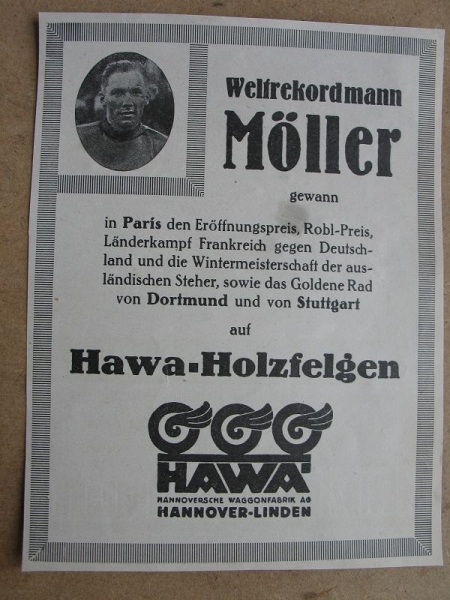 Weltrekordmann
Möller
gewann
in Paris den Eröffnungspreis, Robl-Preis,
Länderkampf Frankreich gegen Deutsch-
land und die Wintermeisterschaft der aus-
ländischen Steher, sowie das Goldene Rad
von Dortmund und von Stuttgart
auf
Hawa-Holzfelgen
HAWA
HANNOVERSCHE WAGGONFABRIK AG
HANNOVER-LINDEN